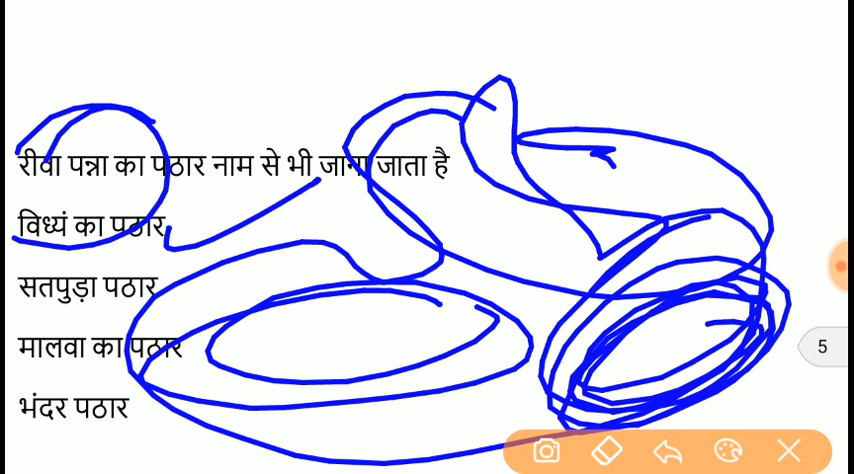 रीवा पन्ना का पठार नाम से भी जाना जाता है
विध्यं का पठार
सतपुड़ा पठार
मालवा का पठार
भंदर पठार
5